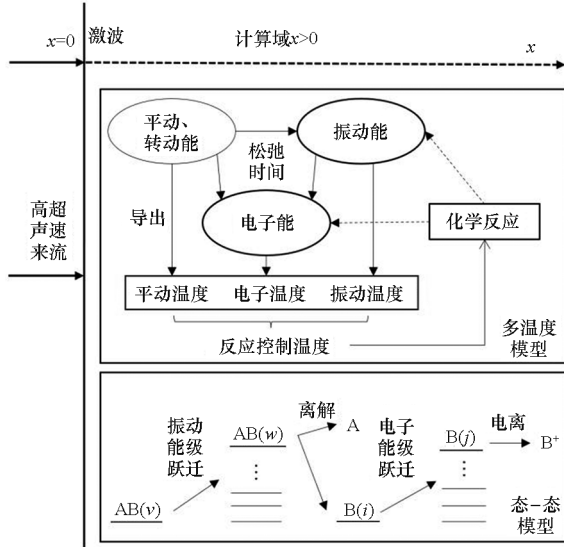 x=0
激波
计算域x>0
x
平动、
转动能
振动能
松弛
时间
电子能
化学反应
导出
高超
声速
来流
平动温度 电子温度 振动温度
反应控制温度
多温度
模型
振动
能级
跃迁
AB(v)
AB(w)
离解
A
B(i)
电子
能级
跃迁
B(j)
电离
B⁺
态-态
模型